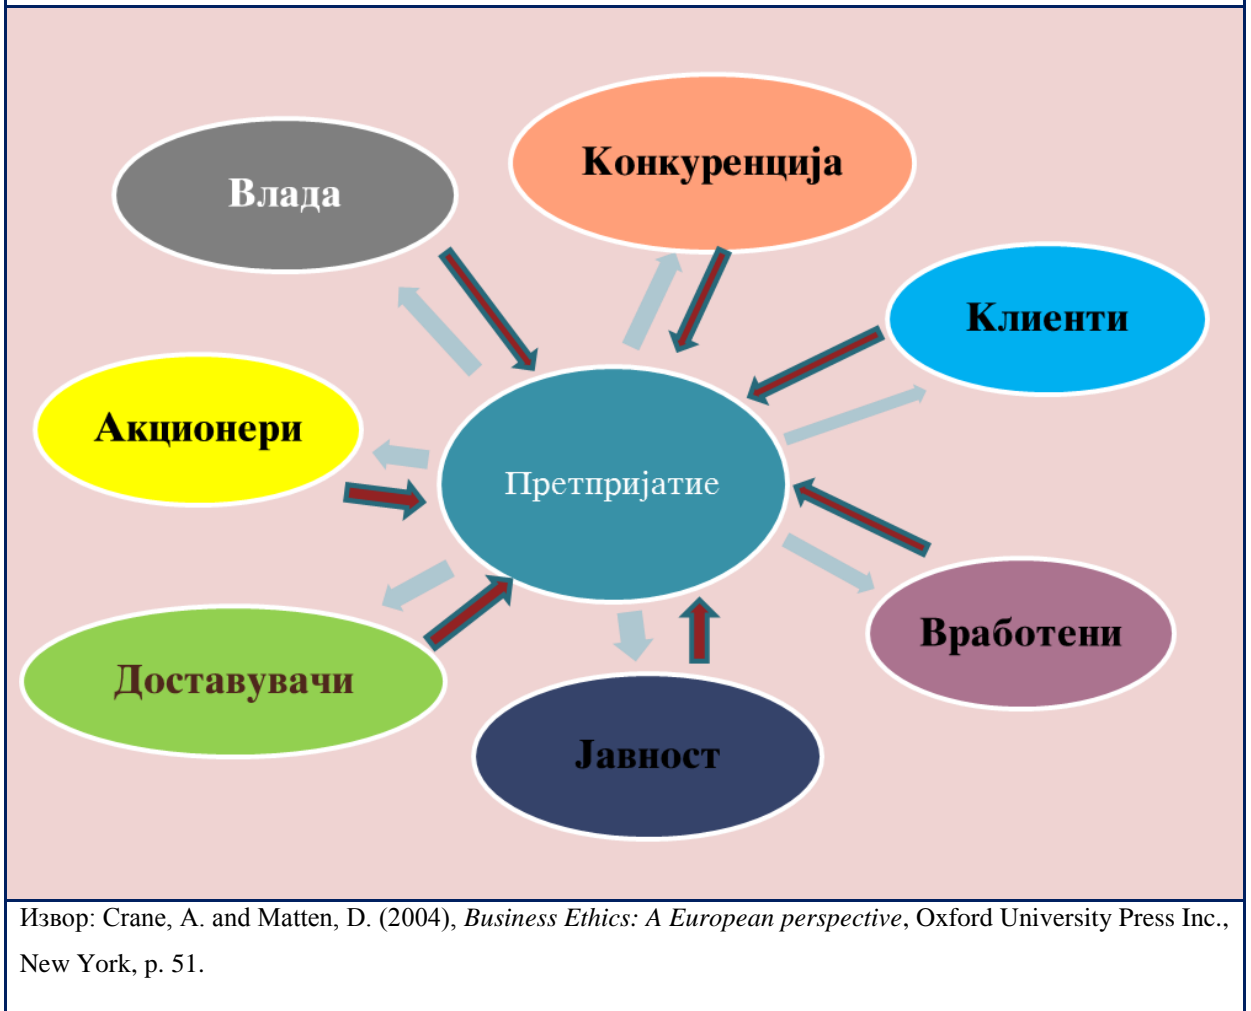 Конкуренција
Влада
Клиенти
Акционери
Претпријатие
Вработени
Доставувачи
Јавност
Извор: Crane, A. and Matten, D. (2004), Business Ethics: A European perspective, Oxford University Press Inc.,
New York, p. 51.